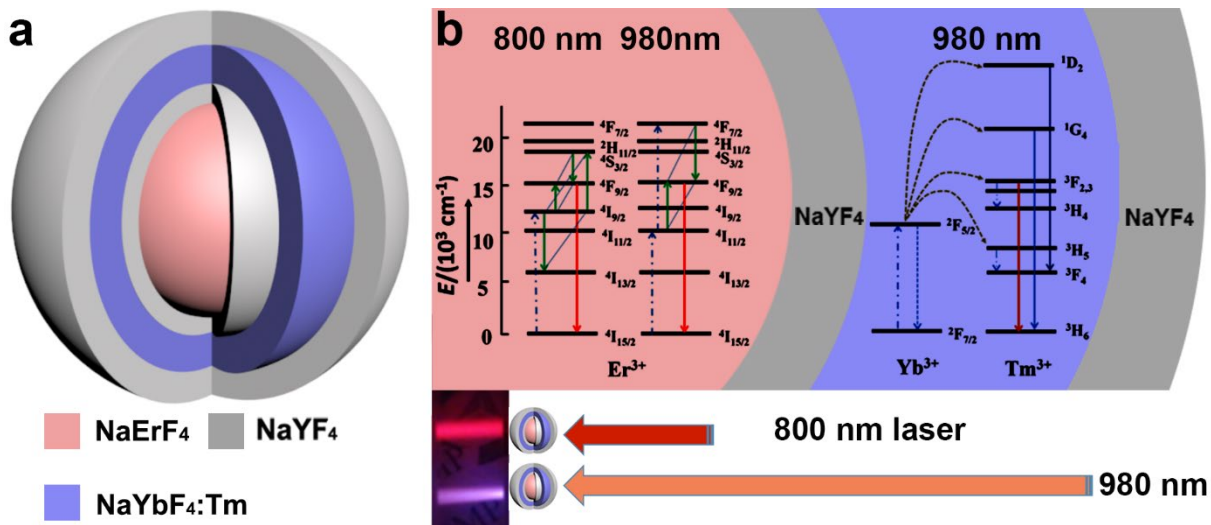 a
NaErF₄
NaYF₄
NaYbF₄:Tm
b
800 nm 980nm
980 nm
E/(10³ cm⁻¹)
20
15
10
5
0
⁴F₇/₂
²H₁₁/₂
⁴S₃/₂
⁴F₉/₂
⁴I₉/₂
⁴I₁₁/₂
⁴I₁₃/₂
⁴I₁₅/₂
⁴F₇/₂
²H₁₁/₂
⁴S₃/₂
⁴F₉/₂
⁴I₉/₂
⁴I₁₁/₂
⁴I₁₃/₂
⁴I₁₅/₂
Er³⁺
NaYF₄
²F₅/₂
²F₇/₂
Yb³⁺
¹D₂
¹G₄
³F₂,₃
³H₄
³H₅
³F₄
³H₆
Tm³⁺
NaYF₄
800 nm laser
980 nm